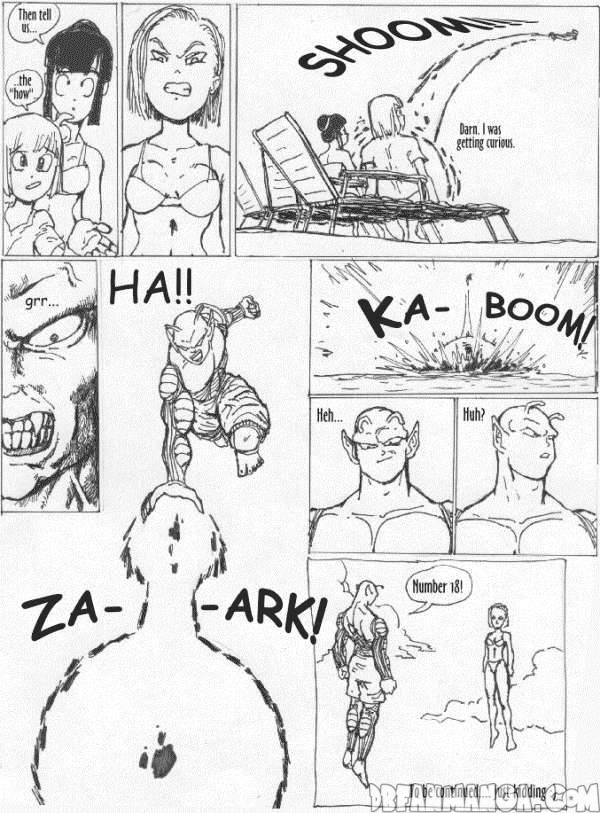 Then tell
us...
...the
"how"
SHOOM!!!!
Darn. I was
getting curious.
grr...
HA!!
KA- BOOM!
Heh...
Huh?
ZA- -ARK!
Number 18!
To be continued... Just kidding
DBFANMANGA.COM